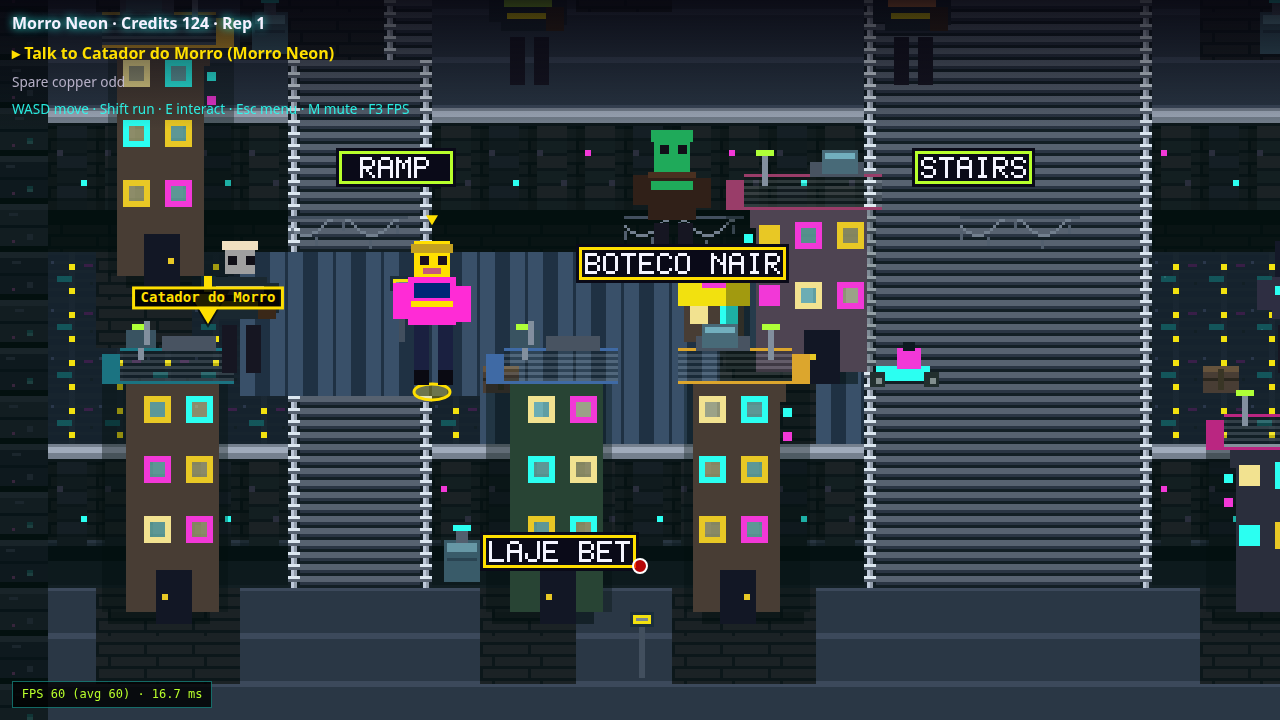 Morro Neon · Credits 124 · Rep 1
▸ Talk to Catador do Morro (Morro Neon)
Spare copper odd
WASD move · Shift run · E interact · Esc menu · M mute · F3 FPS
RAMP
STAIRS
BOTECO NAIR
Catador do Morro
LAJE BET
FPS 60 (avg 60) · 16.7 ms